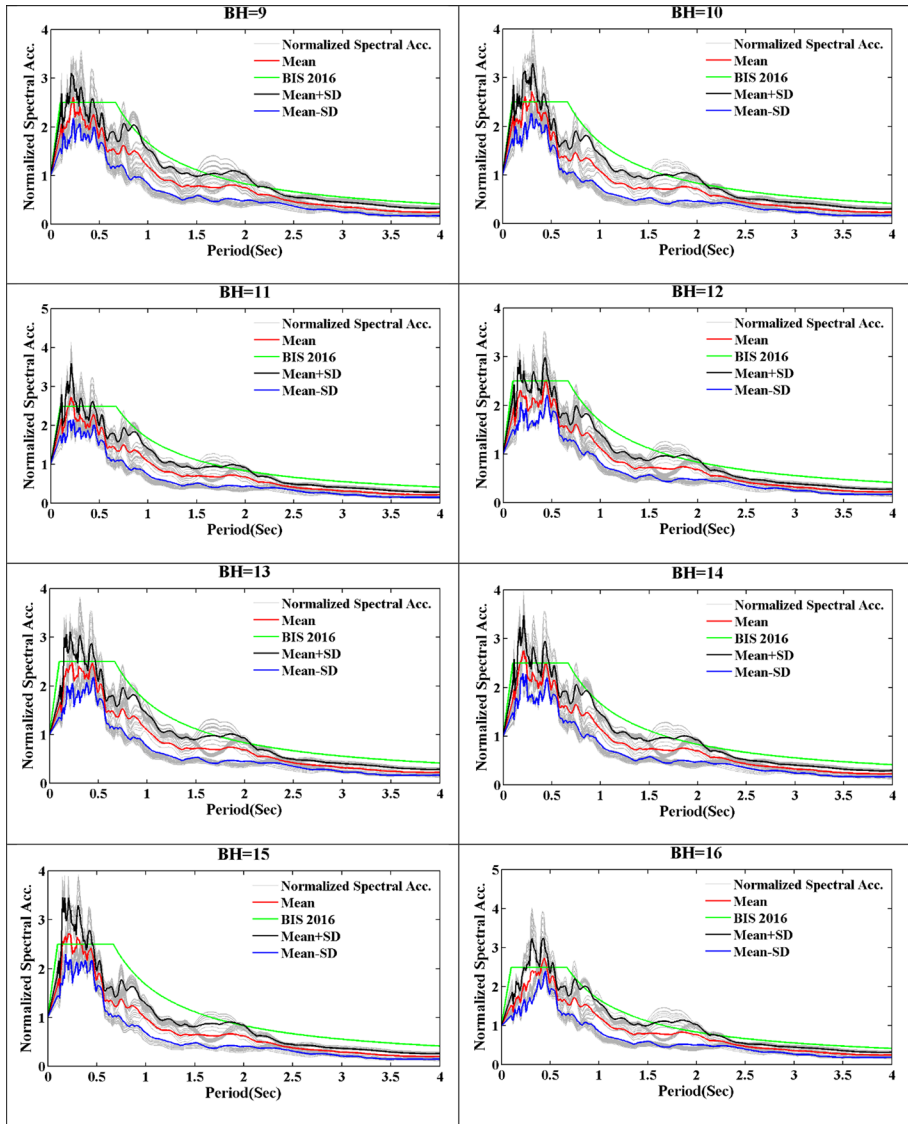 BH=9
4
3
2
1
0
Normalized Spectral Acc.
Normalized Spectral Acc.
Mean
BIS 2016
Mean+SD
Mean-SD
0 0.5 1 1.5 2 2.5 3 3.5 4
Period(Sec)
BH=10
4
3
2
1
0
Normalized Spectral Acc.
Normalized Spectral Acc.
Mean
BIS 2016
Mean+SD
Mean-SD
0 0.5 1 1.5 2 2.5 3 3.5 4
Period(Sec)
BH=11
5
4
3
2
1
0
Normalized Spectral Acc.
Normalized Spectral Acc.
Mean
BIS 2016
Mean+SD
Mean-SD
0 0.5 1 1.5 2 2.5 3 3.5 4
Period(Sec)
BH=12
4
3
2
1
0
Normalized Spectral Acc.
Normalized Spectral Acc.
Mean
BIS 2016
Mean+SD
Mean-SD
0 0.5 1 1.5 2 2.5 3 3.5 4
Period(Sec)
BH=13
4
3
2
1
0
Normalized Spectral Acc.
Normalized Spectral Acc.
Mean
BIS 2016
Mean+SD
Mean-SD
0 0.5 1 1.5 2 2.5 3 3.5 4
Period(Sec)
BH=14
4
3
2
1
0
Normalized Spectral Acc.
Normalized Spectral Acc.
Mean
BIS 2016
Mean+SD
Mean-SD
0 0.5 1 1.5 2 2.5 3 3.5 4
Period(Sec)
BH=15
4
3
2
1
0
Normalized Spectral Acc.
Normalized Spectral Acc.
Mean
BIS 2016
Mean+SD
Mean-SD
0 0.5 1 1.5 2 2.5 3 3.5 4
Period(Sec)
BH=16
5
4
3
2
1
0
Normalized Spectral Acc.
Normalized Spectral Acc.
Mean
BIS 2016
Mean+SD
Mean-SD
0 0.5 1 1.5 2 2.5 3 3.5 4
Period(Sec)